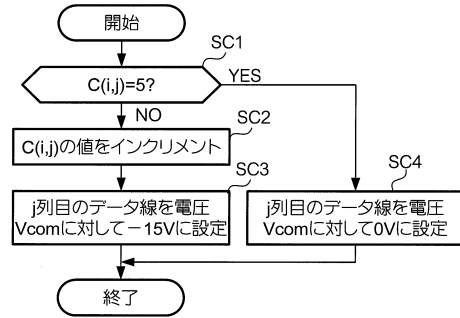 開始
SC1
C(i,j)=5?
YES
NO
SC2
C(i,j)の値をインクリメント
SC3
j列目のデータ線を電圧
Vcomに対して－15Vに設定
SC4
j列目のデータ線を電圧
Vcomに対して0Vに設定
終了